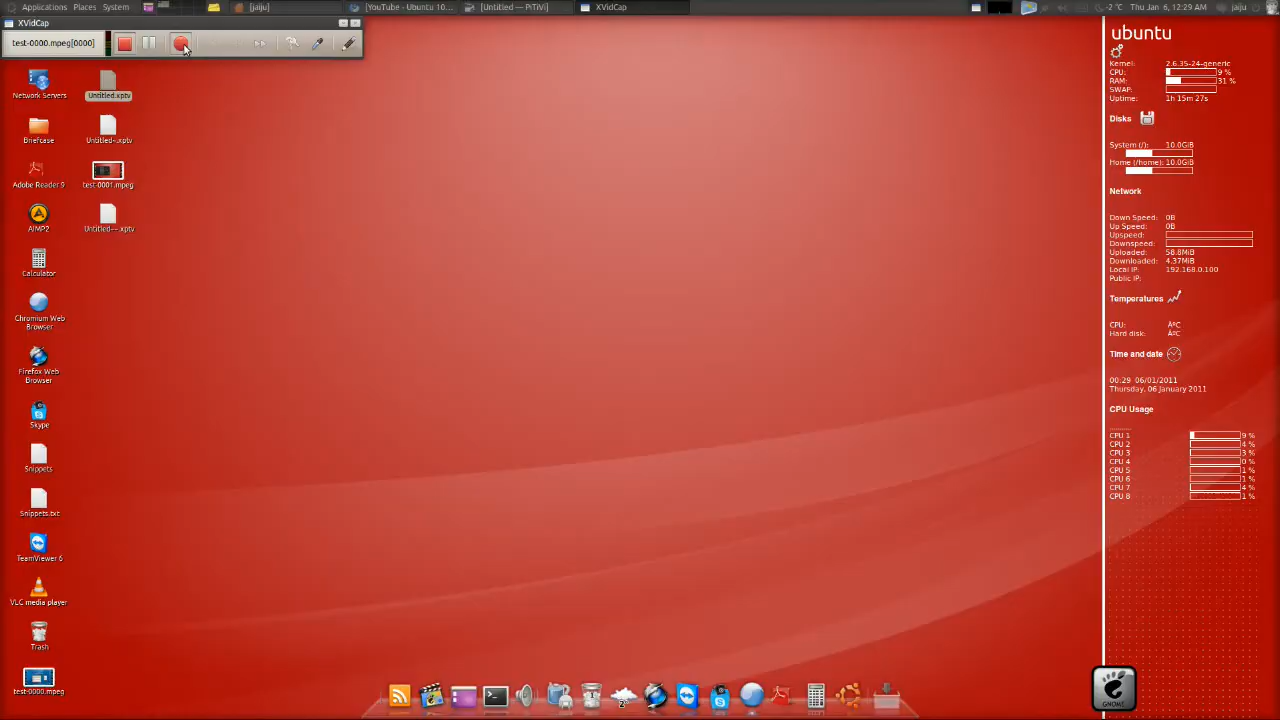 Applications Places System
[jaiju]
[YouTube - Ubuntu 10...
[Untitled — PiTiVi]
XVidCap
-2 °C
Thu Jan 6, 12:29 AM
jaiju
XVidCap
test-0000.mpeg[0000]
Network Servers
Untitled.xptv
Briefcase
Untitled~.xptv
Adobe Reader 9
test-0001.mpeg
AIMP2
Untitled~~.xptv
Calculator
Chromium Web
Browser
Firefox Web
Browser
Skype
Snippets
Snippets.txt
TeamViewer 6
VLC media player
Trash
test-0000.mpeg
ubuntu
Kernel: 2.6.35-24-generic
CPU: 9 %
RAM: 31 %
SWAP:
Uptime: 1h 15m 27s
Disks
System (/): 10.0GiB
Home (/home): 10.0GiB
Network
Down Speed: 0B
Up Speed: 0B
Upspeed:
Downspeed:
Uploaded: 58.8MiB
Downloaded: 4.37MiB
Local IP: 192.168.0.100
Public IP:
Temperatures
CPU: ÂºC
Hard disk: ÂºC
Time and date
00:29 06/01/2011
Thursday, 06 January 2011
CPU Usage
CPU 1 9 %
CPU 2 4 %
CPU 3 3 %
CPU 4 0 %
CPU 5 1 %
CPU 6 1 %
CPU 7 4 %
CPU 8 1 %
2°
GNOME